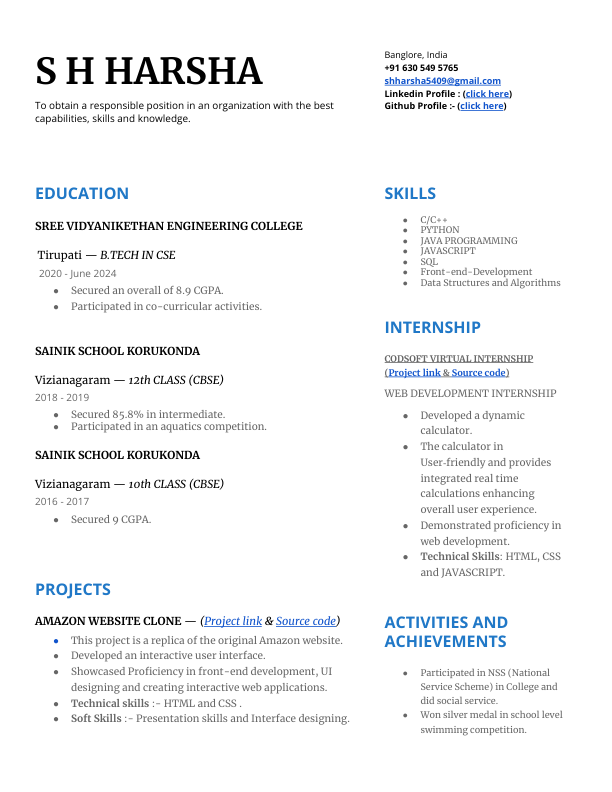 S H HARSHA
To obtain a responsible position in an organization with the best
capabilities, skills and knowledge.
Banglore, India
+91 630 549 5765
shharsha5409@gmail.com
Linkedin Profile : (click here)
Github Profile :- (click here)
EDUCATION
SREE VIDYANIKETHAN ENGINEERING COLLEGE
Tirupati — B.TECH IN CSE
2020 - June 2024
● Secured an overall of 8.9 CGPA.
● Participated in co-curricular activities.
SAINIK SCHOOL KORUKONDA
Vizianagaram — 12th CLASS (CBSE)
2018 - 2019
● Secured 85.8% in intermediate.
● Participated in an aquatics competition.
SAINIK SCHOOL KORUKONDA
Vizianagaram — 10th CLASS (CBSE)
2016 - 2017
● Secured 9 CGPA.
PROJECTS
AMAZON WEBSITE CLONE — (Project link & Source code)
● This project is a replica of the original Amazon website.
● Developed an interactive user interface.
● Showcased Proficiency in front-end development, UI
designing and creating interactive web applications.
● Technical skills :- HTML and CSS .
● Soft Skills :- Presentation skills and Interface designing.
SKILLS
● C/C++
● PYTHON
● JAVA PROGRAMMING
● JAVASCRIPT
● SQL
● Front-end-Development
● Data Structures and Algorithms
INTERNSHIP
CODSOFT VIRTUAL INTERNSHIP
(Project link & Source code)
WEB DEVELOPMENT INTERNSHIP
● Developed a dynamic
calculator.
● The calculator in
User-friendly and provides
integrated real time
calculations enhancing
overall user experience.
● Demonstrated proficiency in
web development.
● Technical Skills: HTML, CSS
and JAVASCRIPT.
ACTIVITIES AND
ACHIEVEMENTS
● Participated in NSS (National
Service Scheme) in College and
did social service.
● Won silver medal in school level
swimming competition.